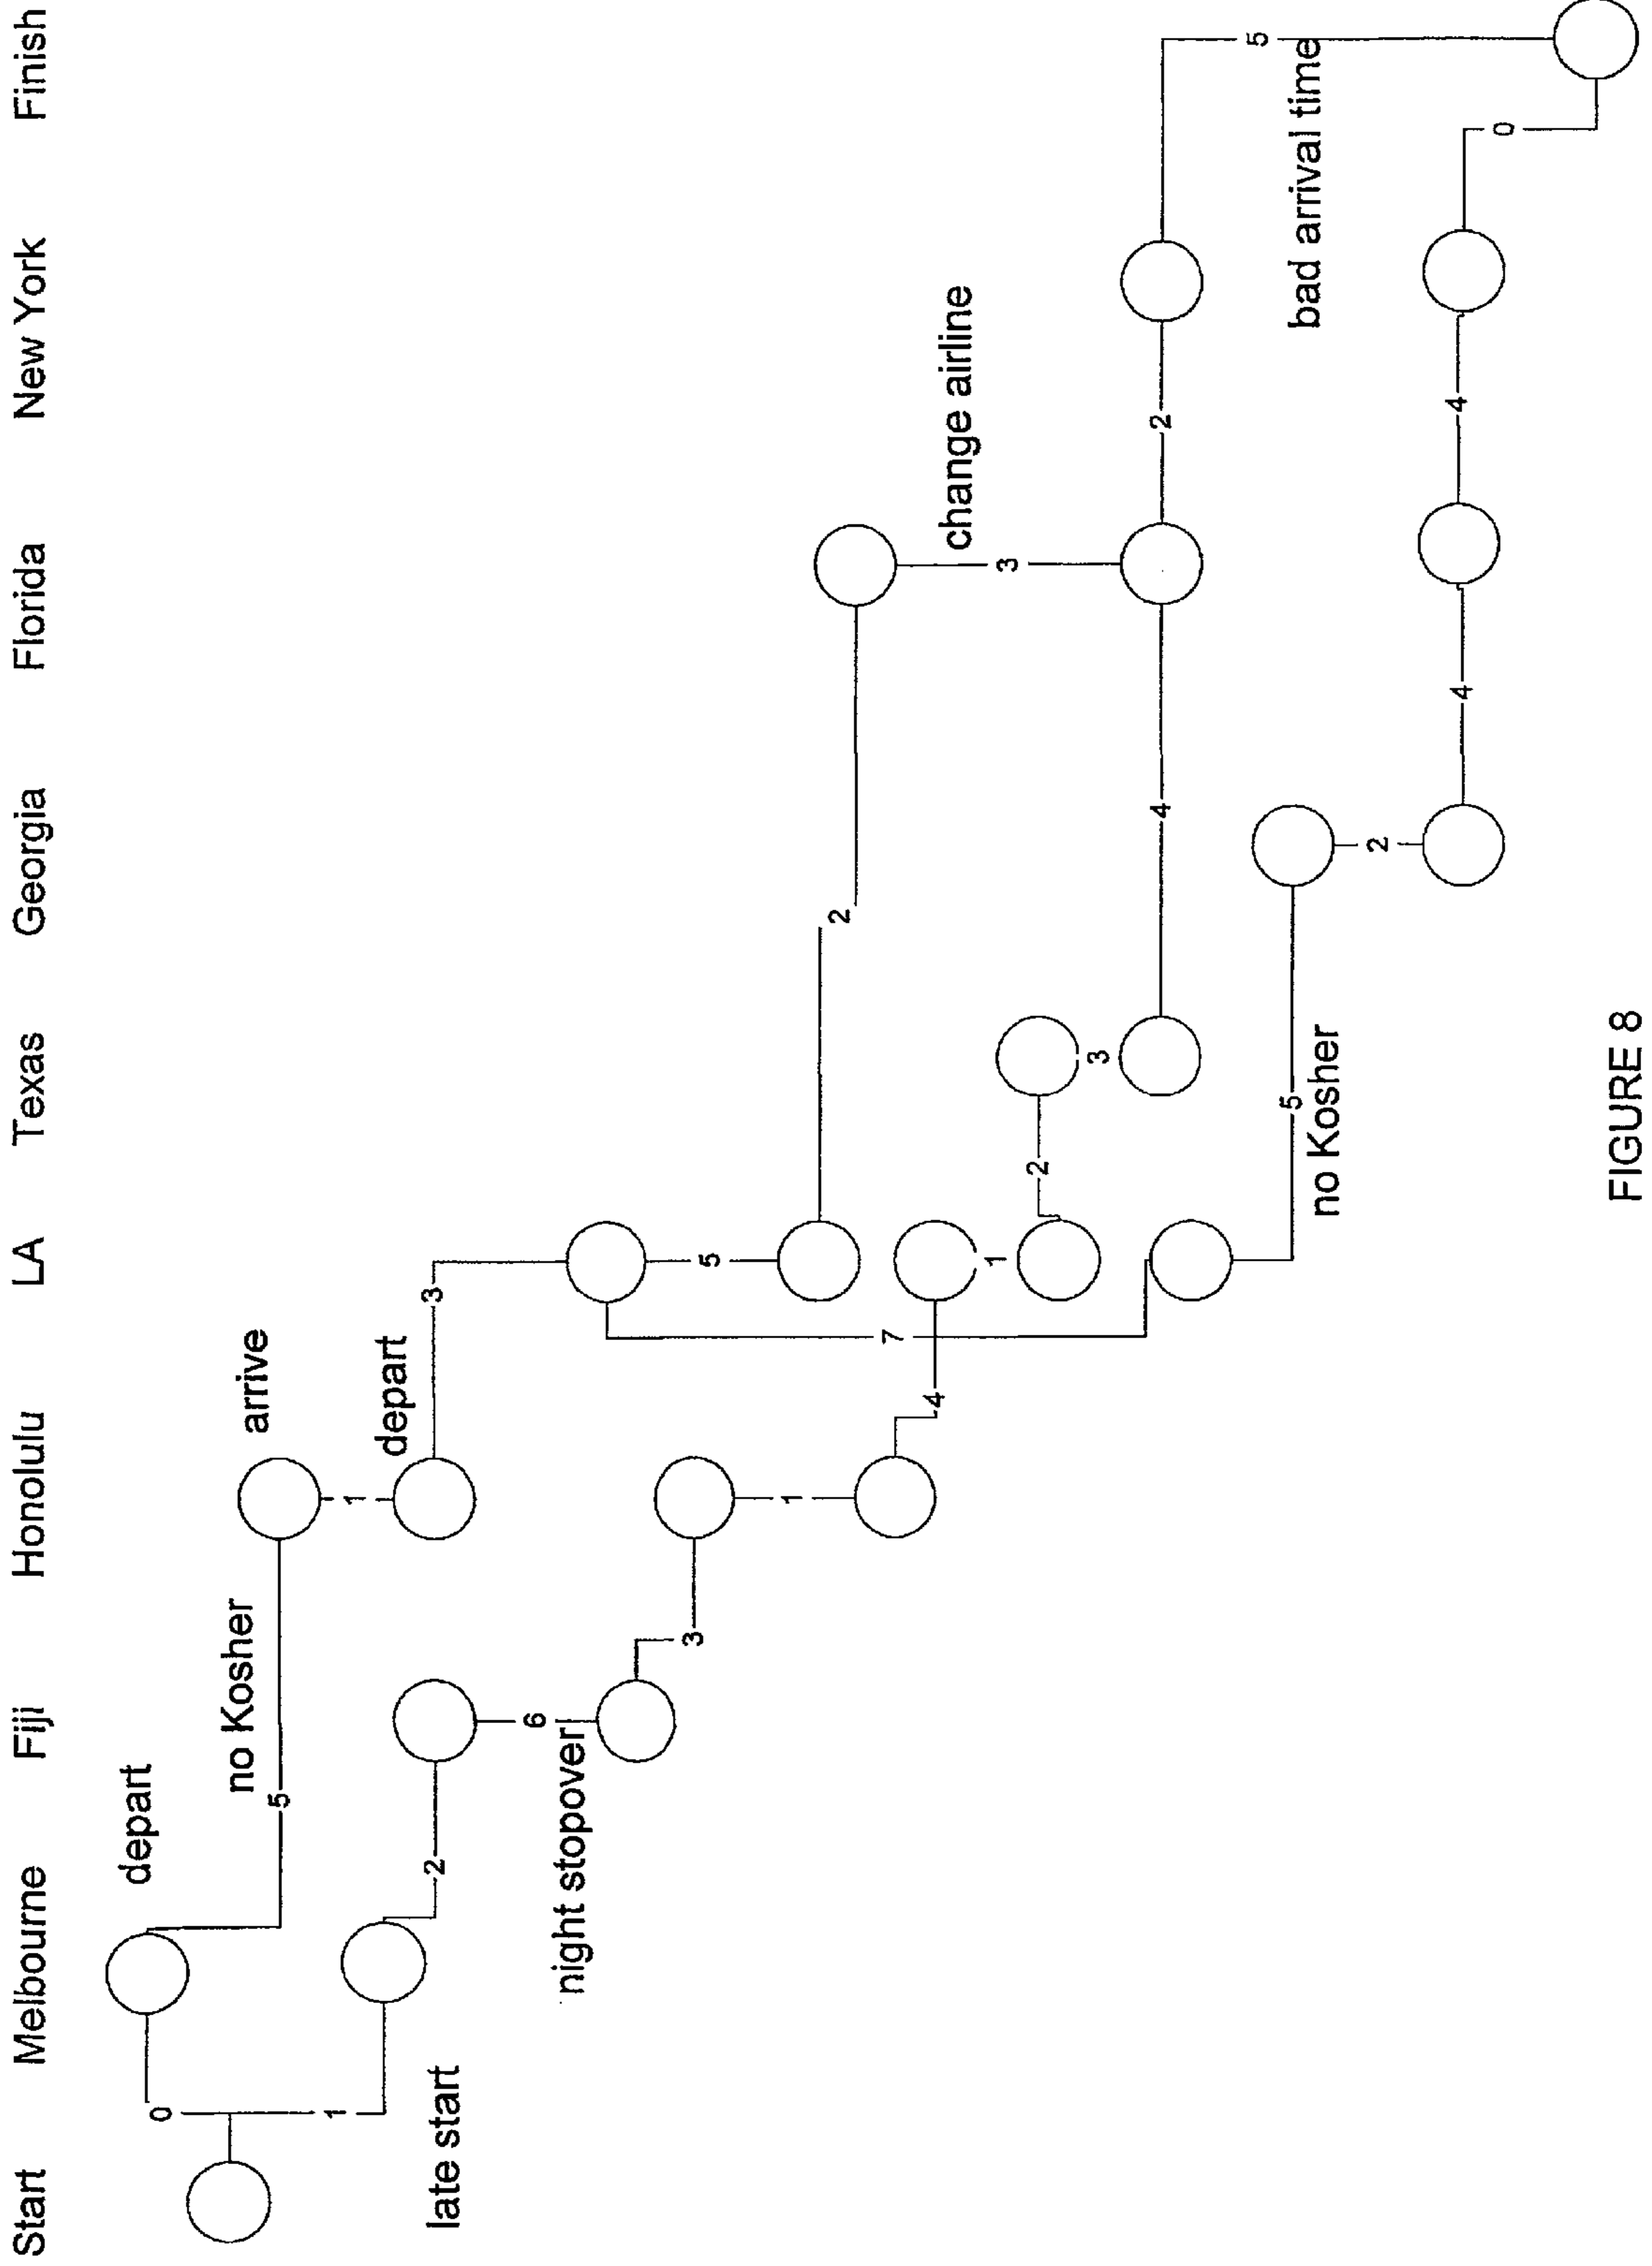 Start Melbourne Fiji Honolulu LA Texas Georgia Florida New York Finish
depart
0
no Kosher
arrive
5
1
1
depart
late start
2
3
night stopover
6
3
5
1
2
7
4
change airline
1
2
3
3
4
2
5
no Kosher
5
bad arrival time
2
4
4
0
FIGURE 8